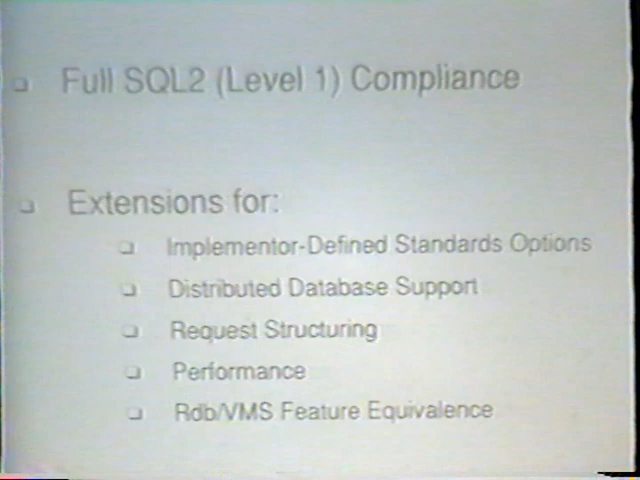 Full SQL2 (Level 1) Compliance
Extensions for:
Implementor-Defined Standards Options
Distributed Database Support
Request Structuring
Performance
Rdb/VMS Feature Equivalence